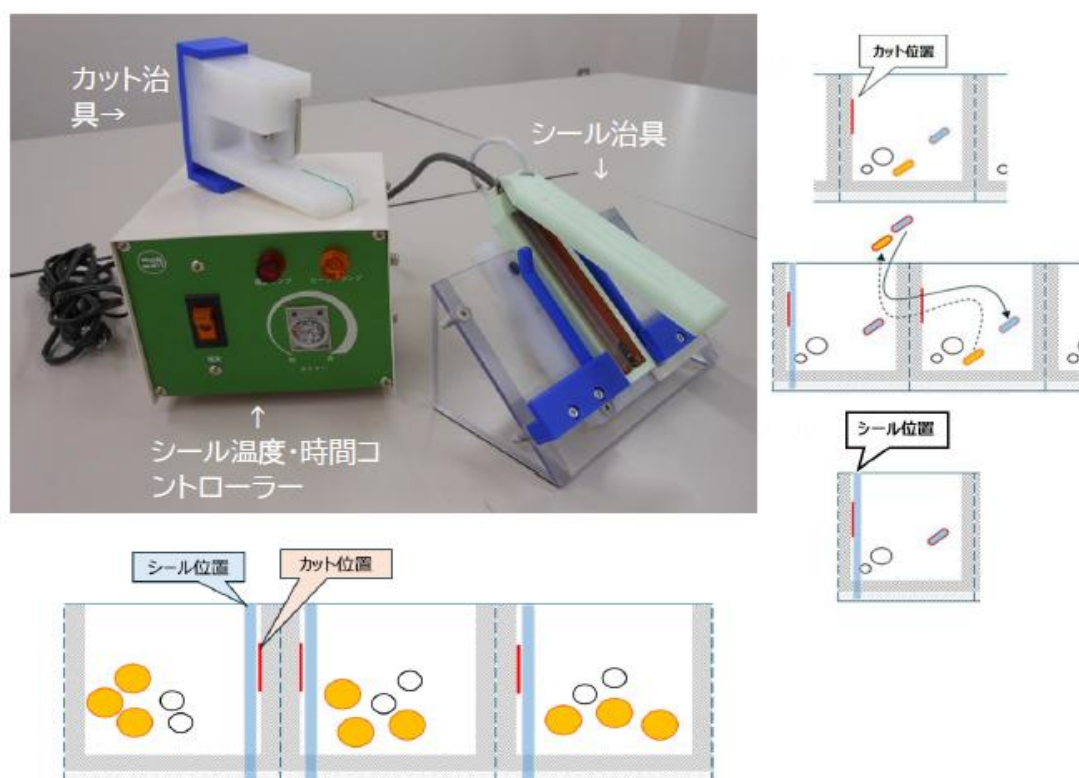 カット治
具→
シール治具
↓
↑
シール温度・時間コ
ントローラー
カット位置
シール位置
シール位置
カット位置